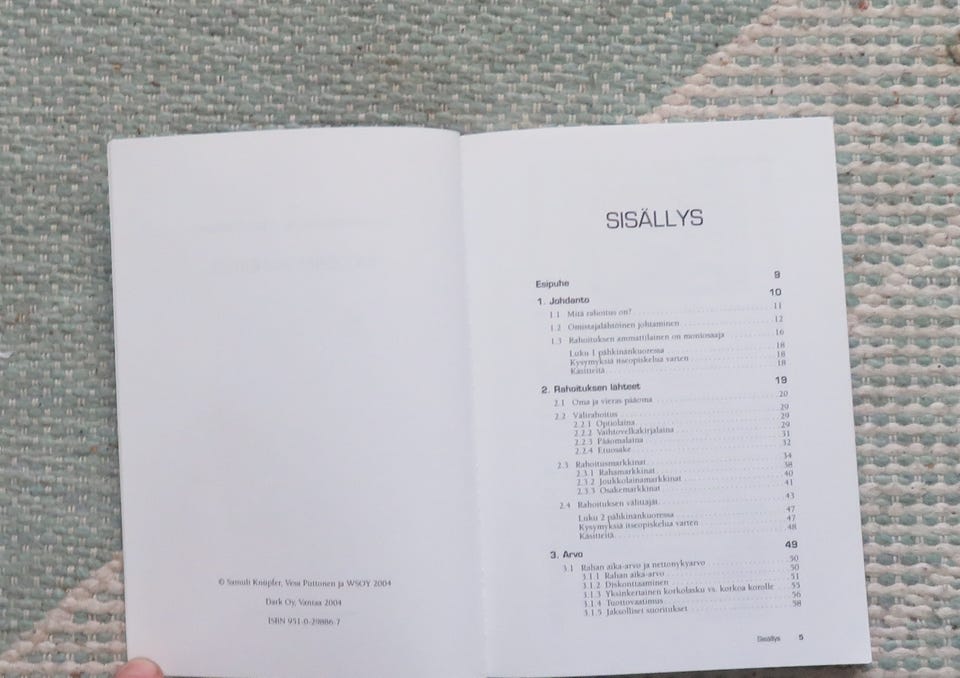 © Samuli Knüpfer, Vesa Puttonen ja WSOY 2004
Dark Oy, Vantaa 2004
ISBN 951-0-29886-7
SISÄLLYS
Esipuhe 9
1. Johdanto 10
1.1 Mitä rahoitus on? 11
1.2 Omistajalähtöinen johtaminen 12
1.3 Rahoituksen ammattilainen on moniosaaja 16
Luku 1 pähkinänkuoressa 18
Kysymyksiä itseopiskelua varten 18
Käsitteitä 18
2. Rahoituksen lähteet 19
2.1 Oma ja vieras pääoma 20
2.2 Välirahoitus 29
2.2.1 Optiolaina 29
2.2.2 Vaihtovelkakirjalaina 29
2.2.3 Pääomalaina 31
2.2.4 Etuosake 32
2.3 Rahoitusmarkkinat 34
2.3.1 Rahamarkkinat 38
2.3.2 Joukkolainamarkkinat 40
2.3.3 Osakemarkkinat 41
2.4 Rahoituksen välittäjät 43
Luku 2 pähkinänkuoressa 47
Kysymyksiä itseopiskelua varten 47
Käsitteitä 48
3. Arvo 49
3.1 Rahan aika-arvo ja nettonykyarvo 50
3.1.1 Rahan aika-arvo 50
3.1.2 Diskonttaaminen 51
3.1.3 Yksinkertainen korkolasku vs. korkoa korolle 55
3.1.4 Tuottovaatimus 56
3.1.5 Jaksolliset suoritukset 58
Sisällys 5